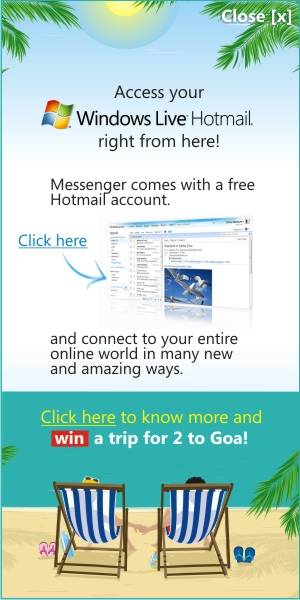 Close [x]
Access your
Windows Live Hotmail.
right from here!
Messenger comes with a free
Hotmail account.
Click here
and connect to your entire
online world in many new
and amazing ways.
Click here to know more and
win a trip for 2 to Goa!